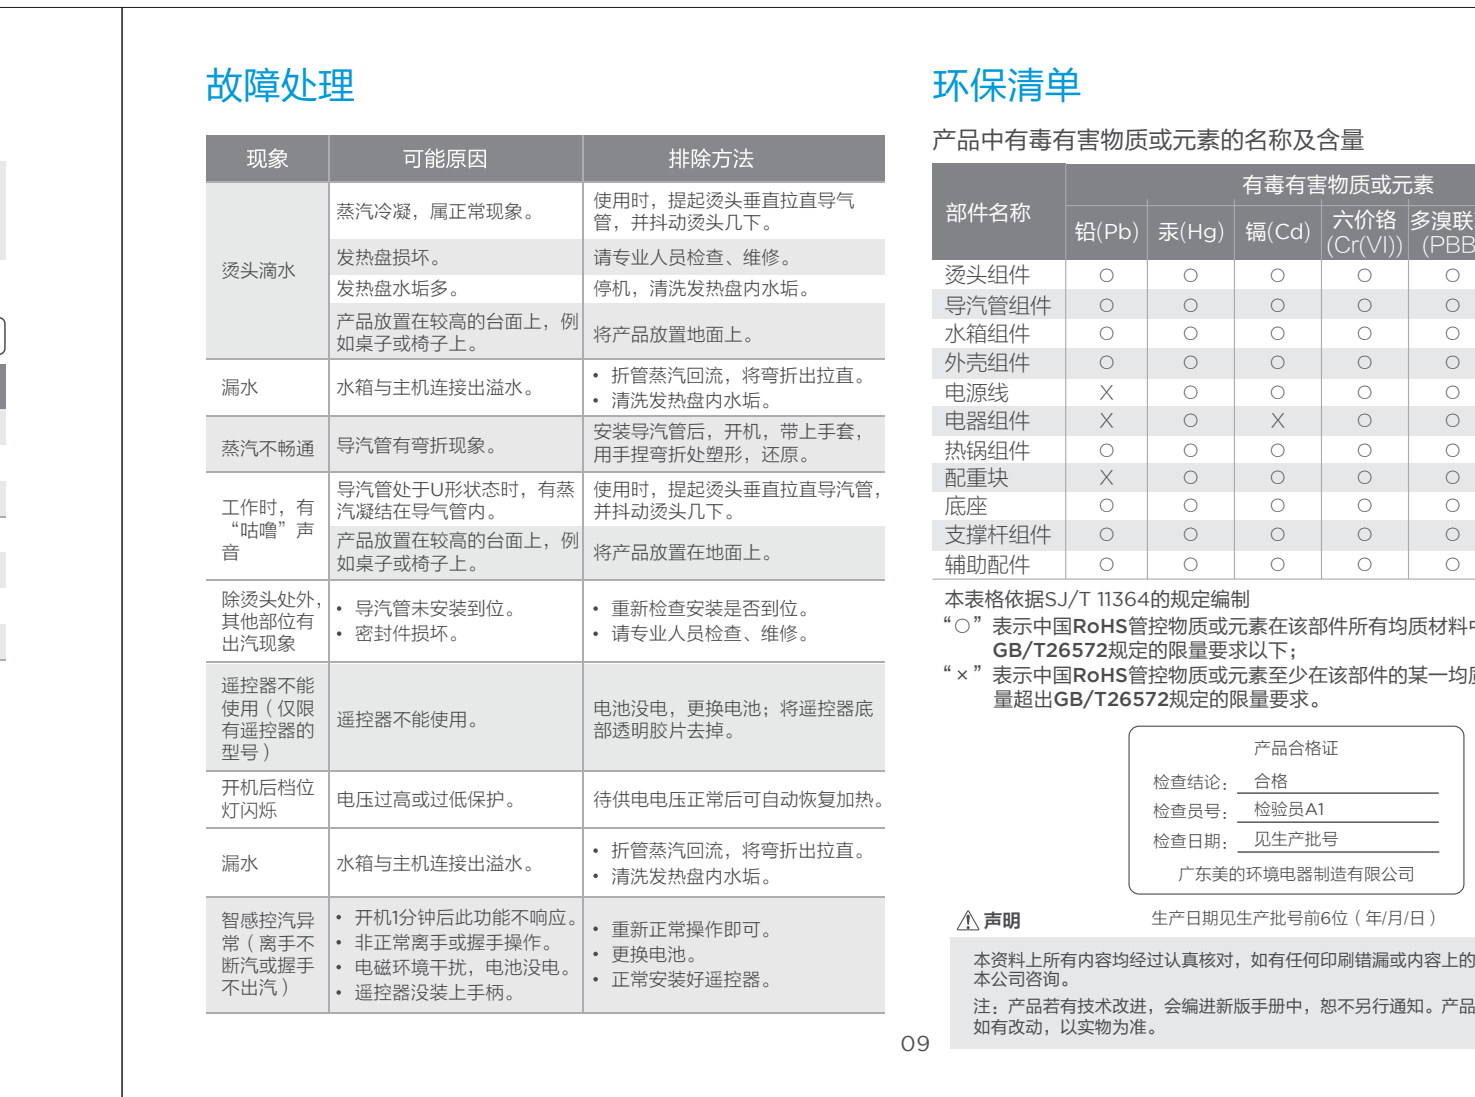 故障处理
现象 可能原因 排除方法
烫头滴水
蒸汽冷凝，属正常现象。
使用时，提起烫头垂直拉直导气
管，并抖动烫头几下。
发热盘损坏。
请专业人员检查、维修。
发热盘水垢多。
停机，清洗发热盘内水垢。
产品放置在较高的台面上，例
如桌子或椅子上。
将产品放置地面上。
漏水
水箱与主机连接出溢水。
• 折管蒸汽回流，将弯折出拉直。
• 清洗发热盘内水垢。
蒸汽不畅通
导汽管有弯折现象。
安装导汽管后，开机，带上手套，
用手捏弯折处塑形，还原。
工作时，有
“咕噜”声
音
导汽管处于U形状态时，有蒸
汽凝结在导气管内。
使用时，提起烫头垂直拉直导汽管，
并抖动烫头几下。
产品放置在较高的台面上，例
如桌子或椅子上。
将产品放置在地面上。
除烫头处外，
其他部位有
出汽现象
• 导汽管未安装到位。
• 密封件损坏。
• 重新检查安装是否到位。
• 请专业人员检查、维修。
遥控器不能
使用（仅限
有遥控器的
型号）
遥控器不能使用。
电池没电，更换电池；将遥控器底
部透明胶片去掉。
开机后档位
灯闪烁
电压过高或过低保护。
待供电电压正常后可自动恢复加热。
漏水
水箱与主机连接出溢水。
• 折管蒸汽回流，将弯折出拉直。
• 清洗发热盘内水垢。
智感控汽异
常（离手不
断汽或握手
不出汽）
• 开机1分钟后此功能不响应。
• 非正常离手或握手操作。
• 电磁环境干扰，电池没电。
• 遥控器没装上手柄。
• 重新正常操作即可。
• 更换电池。
• 正常安装好遥控器。
09
环保清单
产品中有毒有害物质或元素的名称及含量
部件名称
有毒有害物质或元素
铅(Pb) 汞(Hg) 镉(Cd) 六价铬(Cr(VI)) 多溴联(PBB
烫头组件 ○ ○ ○ ○ ○
导汽管组件 ○ ○ ○ ○ ○
水箱组件 ○ ○ ○ ○ ○
外壳组件 ○ ○ ○ ○ ○
电源线 X ○ ○ ○ ○
电器组件 X ○ X ○ ○
热锅组件 ○ ○ ○ ○ ○
配重块 X ○ ○ ○ ○
底座 ○ ○ ○ ○ ○
支撑杆组件 ○ ○ ○ ○ ○
辅助配件 ○ ○ ○ ○ ○
本表格依据SJ/T 11364的规定编制
“○”表示中国RoHS管控物质或元素在该部件所有均质材料中
GB/T26572规定的限量要求以下；
“×”表示中国RoHS管控物质或元素至少在该部件的某一均质
量超出GB/T26572规定的限量要求。
产品合格证
检查结论：合格
检查员号：检验员A1
检查日期：见生产批号
广东美的环境电器制造有限公司
声明
生产日期见生产批号前6位（年/月/日）
本资料上所有内容均经过认真核对，如有任何印刷错漏或内容上的
本公司咨询。
注：产品若有技术改进，会编进新版手册中，恕不另行通知。产品
如有改动，以实物为准。